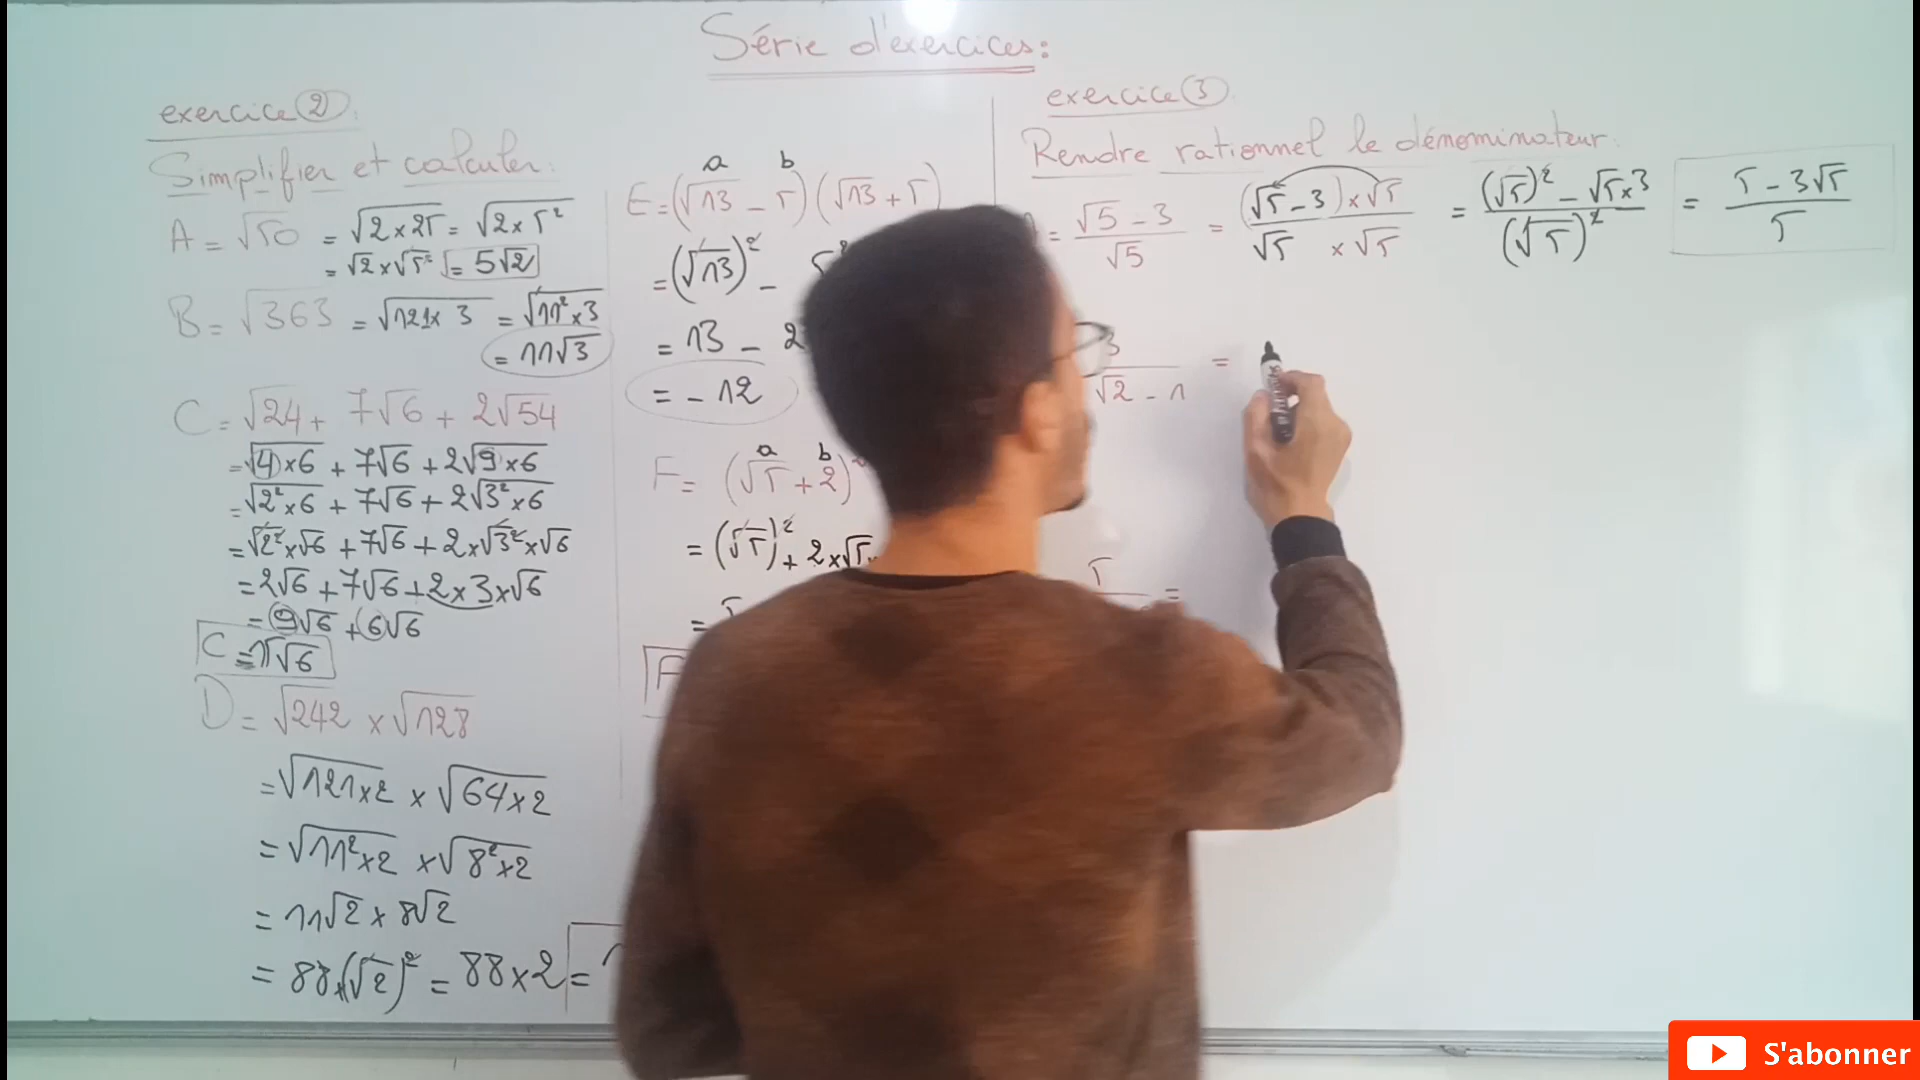 Série d'exercices:
exercice ②:
Simplifier et calculer:
A = √50 = √2×25 = √2×5²
= √2×√5² = 5√2
B = √363 = √121×3 = √11²×3
= 11√3
C = √24 + 7√6 + 2√54
= √4×6 + 7√6 + 2√9×6
= √2²×6 + 7√6 + 2√3²×6
= √2²×√6 + 7√6 + 2×√3²×√6
= 2√6 + 7√6 + 2×3×√6
= 9√6 + 6√6
D = √242 × √128
= √121×2 × √64×2
= √11²×2 × √8²×2
= 11√2 × 8√2
= 88×(√2)² = 88×2 =
a b
E = (√13 - 5)(√13 + 5)
= (√13)² -
= 13 - 2
= -12
a b
F = (√5 + 2)
= (√5)² + 2×√5
= 5
F
exercice ③:
Rendre rationnel le dénominateur:
= √5 - 3 / √5 = (√5 - 3)×√5 / √5 × √5 = (√5)² - √5×3 / (√5)² = 5 - 3√5 / 5
3 / √2 - 1 =
5 =
S'abonner